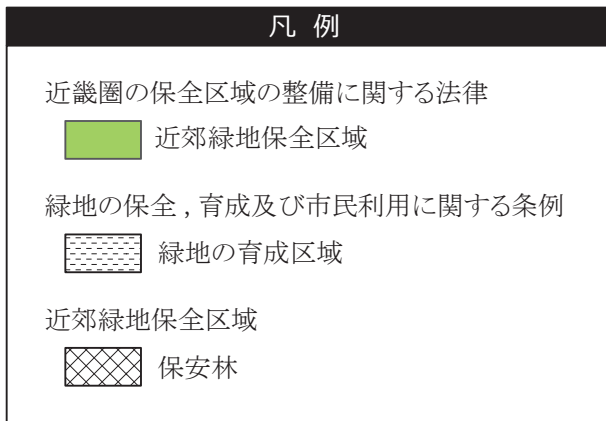 凡 例
近畿圏の保全区域の整備に関する法律
近郊緑地保全区域
緑地の保全 , 育成及び市民利用に関する条例
緑地の育成区域
近郊緑地保全区域
保安林